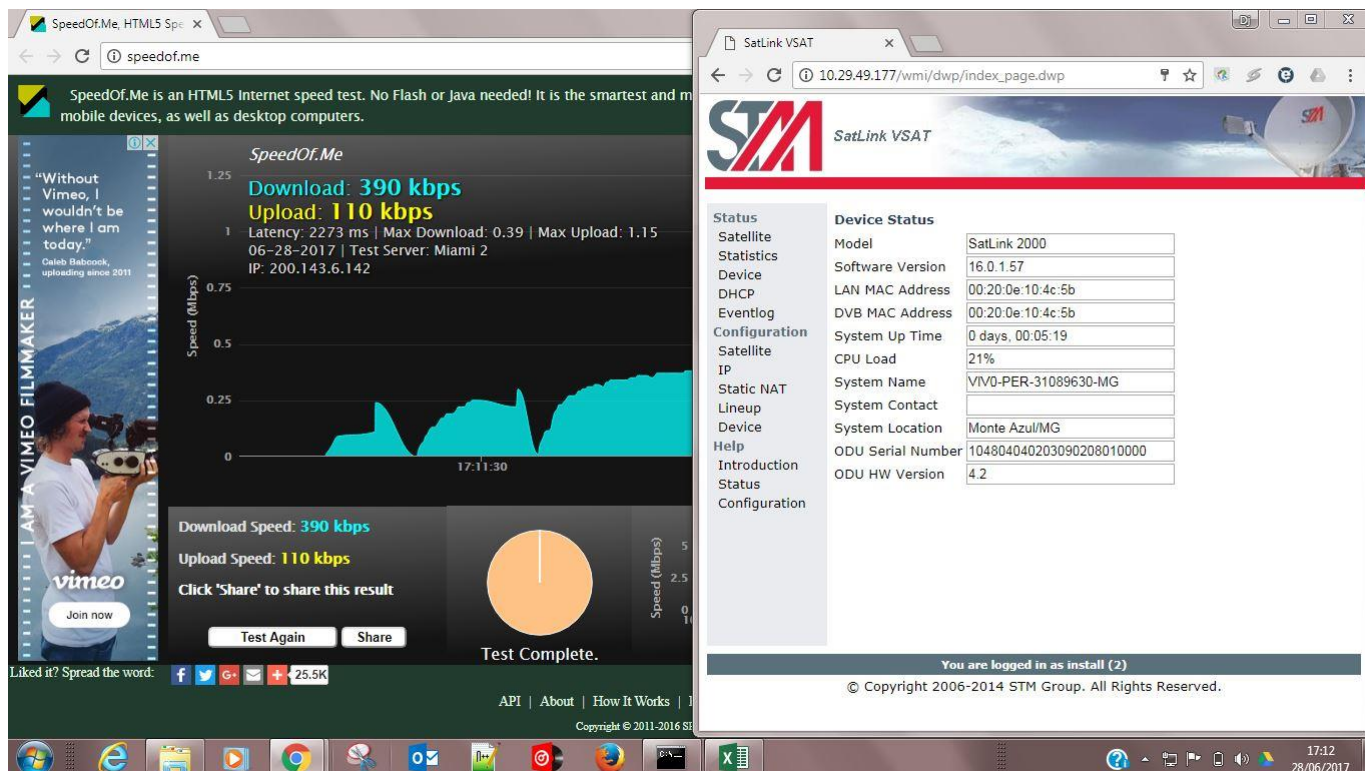 SpeedOf.Me, HTML5 Spe
speedof.me
SpeedOf.Me is an HTML5 Internet speed test. No Flash or Java needed! It is the smartest and m
mobile devices, as well as desktop computers.
"Without
Vimeo, I
wouldn't be
where I am
today."
Caleb Babcock,
uploading since 2011
I AM A VIMEO FILMMAKER
vimeo
Join now
SpeedOf.Me
Download: 390 kbps
Upload: 110 kbps
Latency: 2273 ms | Max Download: 0.39 | Max Upload: 1.15
06-28-2017 | Test Server: Miami 2
IP: 200.143.6.142
Speed (Mbps)
1.25
1
0.75
0.5
0.25
0
17:11:30
Download Speed: 390 kbps
Upload Speed: 110 kbps
Click 'Share' to share this result
Test Again
Share
Test Complete.
Speed (Mbps)
5
2.5
0
Liked it? Spread the word:
25.5K
API | About | How It Works |
Copyright © 2011-2016
SatLink VSAT
10.29.49.177/wmi/dwp/index_page.dwp
STM
SatLink VSAT
STM
Status
Satellite
Statistics
Device
DHCP
Eventlog
Configuration
Satellite
IP
Static NAT
Lineup
Device
Help
Introduction
Status
Configuration
Device Status
Model SatLink 2000
Software Version 16.0.1.57
LAN MAC Address 00:20:0e:10:4c:5b
DVB MAC Address 00:20:0e:10:4c:5b
System Up Time 0 days, 00:05:19
CPU Load 21%
System Name VIV0-PER-31089630-MG
System Contact
System Location Monte Azul/MG
ODU Serial Number 104804040203090208010000
ODU HW Version 4.2
You are logged in as install (2)
© Copyright 2006-2014 STM Group. All Rights Reserved.
17:12
28/06/2017